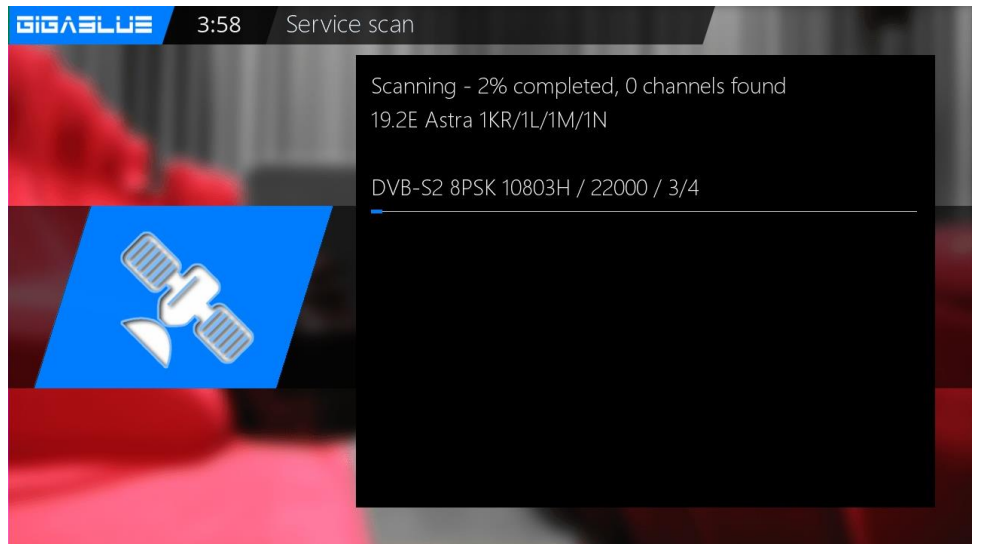 GIGABLUE 3:58 Service scan
Scanning - 2% completed, 0 channels found
19.2E Astra 1KR/1L/1M/1N
DVB-S2 8PSK 10803H / 22000 / 3/4